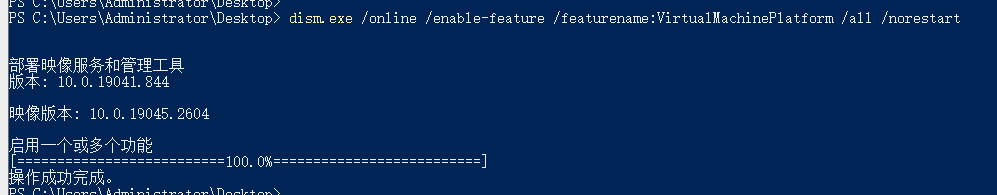 PS C:\Users\Administrator\Desktop>
PS C:\Users\Administrator\Desktop> dism.exe /online /enable-feature /featurename:VirtualMachinePlatform /all /norestart
部署映像服务和管理工具
版本: 10.0.19041.844
映像版本: 10.0.19045.2604
启用一个或多个功能
[==========================100.0%==========================]
操作成功完成。
PS C:\Users\Administrator\Desktop>